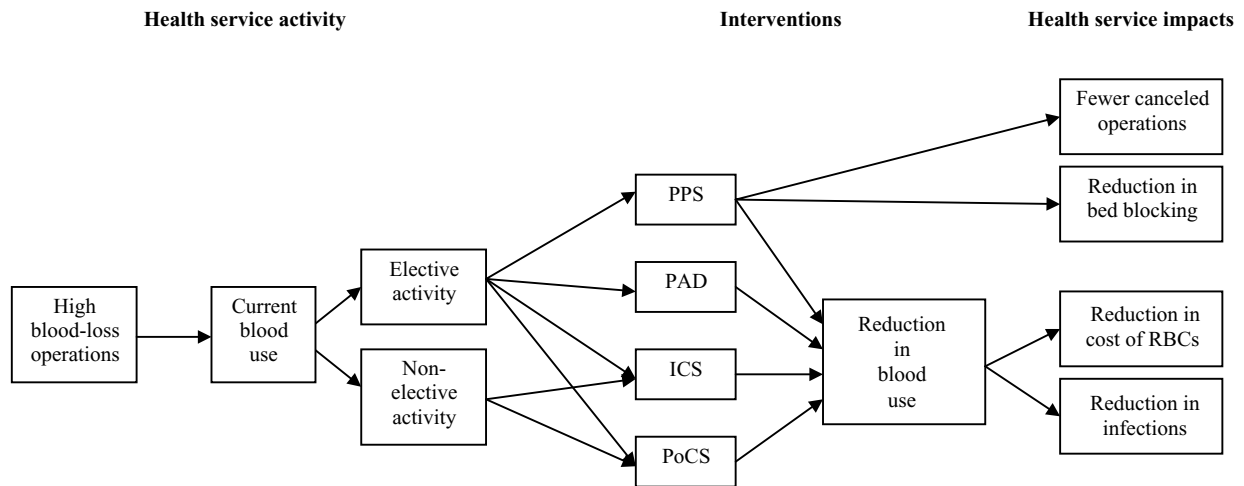 Health service activity
Interventions
Health service impacts
Fewer canceled
operations
PPS
Reduction in
bed blocking
Elective
activity
PAD
High
blood-loss
operations
Current
blood
use
Reduction
in
blood
use
Reduction in
cost of RBCs
Non-
elective
activity
ICS
Reduction in
infections
PoCS